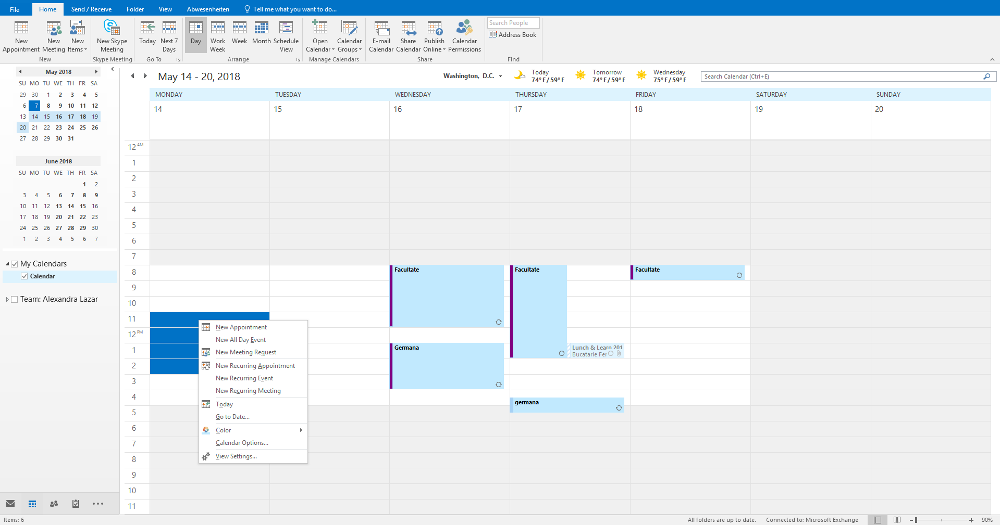 File Home Send / Receive Folder View Abwesenheiten Tell me what you want to do...
New Appointment
New Meeting
New Items
New
New Skype Meeting
Skype Meeting
Today
Next 7 Days
Go To
Day
Work Week
Week
Month
Schedule View
Arrange
Open Calendar
Calendar Groups
Manage Calendars
E-mail Calendar
Share Calendar
Publish Online
Calendar Permissions
Share
Search People
Address Book
Find
May 2018
SU MO TU WE TH FR SA
29 30 1 2 3 4 5
6 7 8 9 10 11 12
13 14 15 16 17 18 19
20 21 22 23 24 25 26
27 28 29 30 31
June 2018
SU MO TU WE TH FR SA
1 2
3 4 5 6 7 8 9
10 11 12 13 14 15 16
17 18 19 20 21 22 23
24 25 26 27 28 29 30
1 2 3 4 5 6 7
My Calendars
Calendar
Team: Alexandra Lazar
May 14 - 20, 2018
Washington, D.C.
Today
74° F / 59° F
Tomorrow
74° F / 59° F
Wednesday
75° F / 59° F
Search Calendar (Ctrl+E)
MONDAY TUESDAY WEDNESDAY THURSDAY FRIDAY SATURDAY SUNDAY
14 15 16 17 18 19 20
12 AM
1
2
3
4
5
6
7
8
9
10
11
12 PM
1
2
3
4
5
6
7
8
9
10
11
Facultate
Germana
Facultate
Lunch & Learn 201
Bucatarie Fer
germana
Facultate
New Appointment
New All Day Event
New Meeting Request
New Recurring Appointment
New Recurring Event
New Recurring Meeting
Today
Go to Date...
Color
Calendar Options...
View Settings...
Items: 6
All folders are up to date. Connected to: Microsoft Exchange 90%